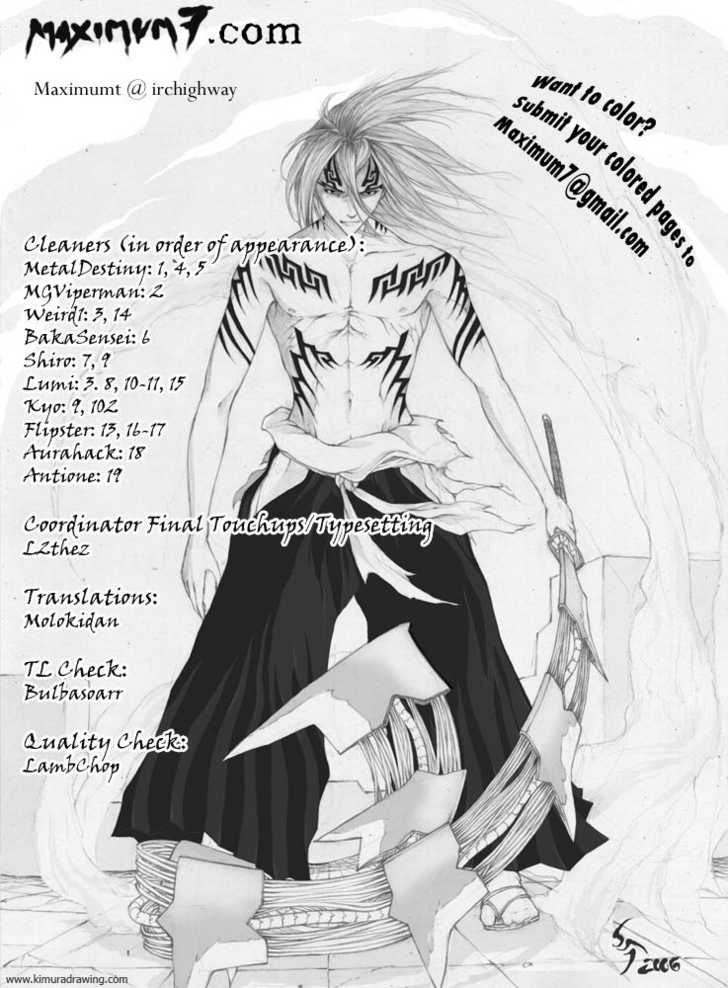 MAXIMUM7.com
Maximumt @ irchighway
Want to color?
Submit your colored pages to
Maximum7@gmail.com
Cleaners (in order of appearance):
MetalDestiny: 1, 4, 5
MGViperman: 2
Weird1: 3, 14
BakaSensei: 6
Shiro: 7, 9
Lumi: 3. 8, 10-11, 15
Kyo: 9, 102
Flipster: 13, 16-17
Aurahack: 18
Antione: 19
Coordinator Final Touchups/Typesetting
L2thez
Translations:
Molokidan
TL Check:
Bulbasoarr
Quality Check:
LambChop
2006
www.kimuradrawing.com